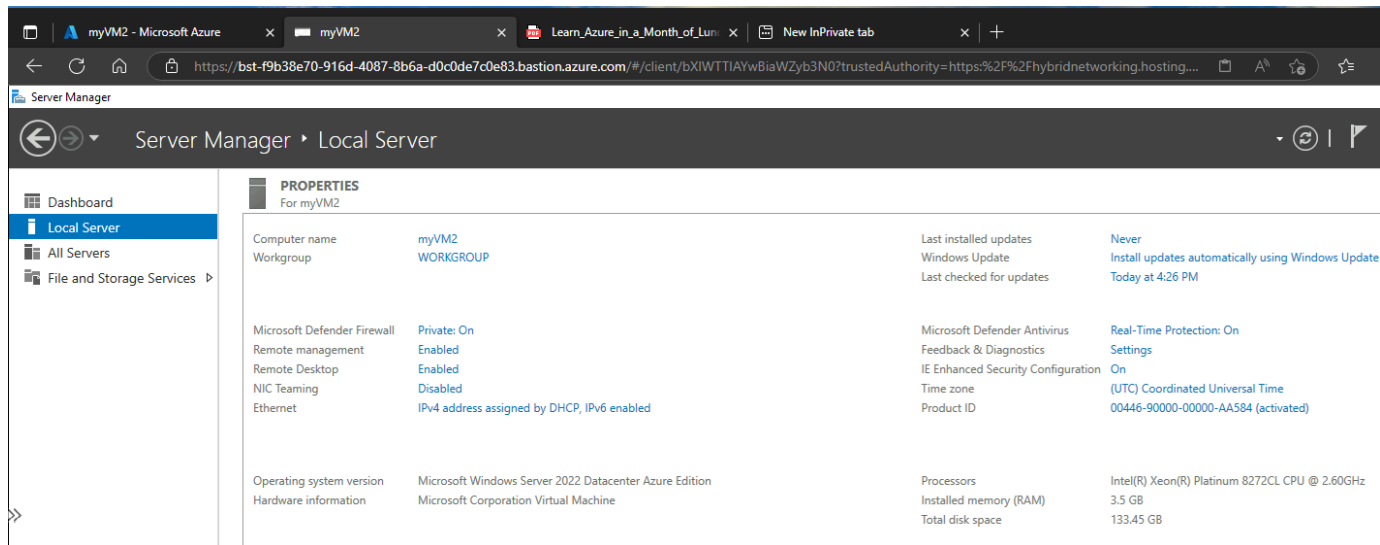 myVM2 - Microsoft Azure
myVM2
Learn_Azure_in_a_Month_of_Lun
New InPrivate tab
https://bst-f9b38e70-916d-4087-8b6a-d0c0de7c0e83.bastion.azure.com/#/client/bXlWTTIAYwBiaWZyb3N0?trustedAuthority=https:%2F%2Fhybridnetworking.hosting....
Server Manager
Server Manager ‣ Local Server
Dashboard
Local Server
All Servers
File and Storage Services
PROPERTIES
For myVM2
Computer name myVM2
Workgroup WORKGROUP
Last installed updates Never
Windows Update Install updates automatically using Windows Update
Last checked for updates Today at 4:26 PM
Microsoft Defender Firewall Private: On
Remote management Enabled
Remote Desktop Enabled
NIC Teaming Disabled
Ethernet IPv4 address assigned by DHCP, IPv6 enabled
Microsoft Defender Antivirus Real-Time Protection: On
Feedback & Diagnostics Settings
IE Enhanced Security Configuration On
Time zone (UTC) Coordinated Universal Time
Product ID 00446-90000-00000-AA584 (activated)
Operating system version Microsoft Windows Server 2022 Datacenter Azure Edition
Hardware information Microsoft Corporation Virtual Machine
Processors Intel(R) Xeon(R) Platinum 8272CL CPU @ 2.60GHz
Installed memory (RAM) 3.5 GB
Total disk space 133.45 GB